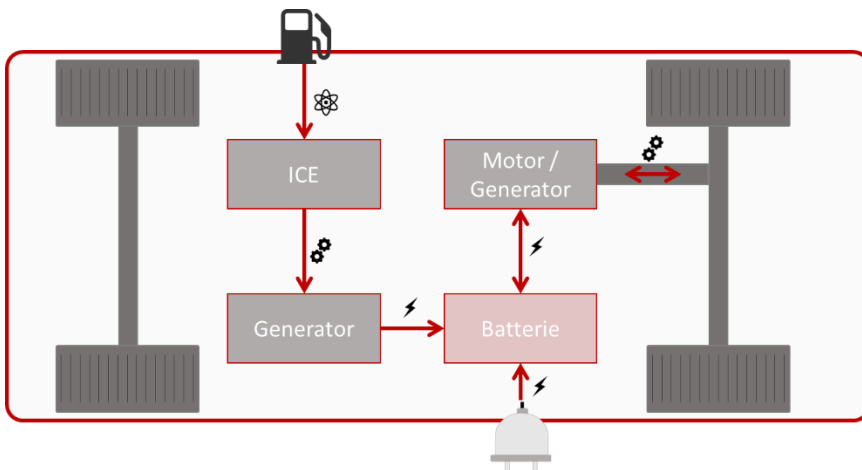 ICE
Motor /
Generator
Generator
Batterie